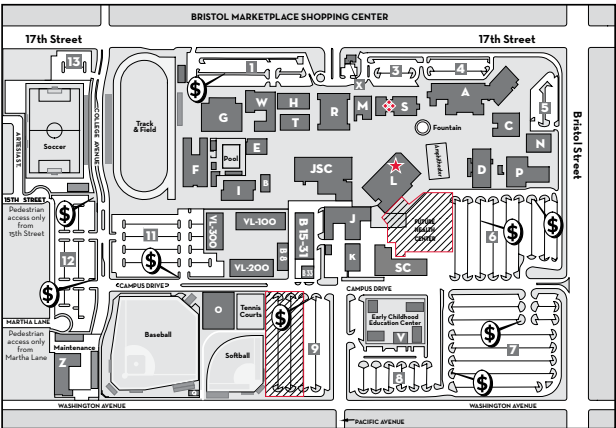 BRISTOL MARKETPLACE SHOPPING CENTER
17th Street
17th Street
13
1
3
4
5
$
X
W
H
T
G
R
M
S
A
C
N
Fountain
Amphitheater
Track
& Field
COLLEGE AVENUE
ARTESIA ST.
Soccer
Bristol Street
F
Pool
E
I
B
JSC
L
D
P
15TH STREET
Pedestrian
access only
from
15th Street
$
11
$
12
$
VL-300
VL-100
VL-200
B 15-31
B 8
B 33
J
K
SC
FUTURE
HEALTH
CENTER
6
$
$
CAMPUS DRIVE
CAMPUS DRIVE
MARTHA LANE
Pedestrian
access only
from
Martha Lane
Maintenance
Z
Baseball
O
Tennis
Courts
Softball
$
9
Early Childhood
Education Center
V
8
$
7
$
WASHINGTON AVENUE
WASHINGTON AVENUE
PACIFIC AVENUE